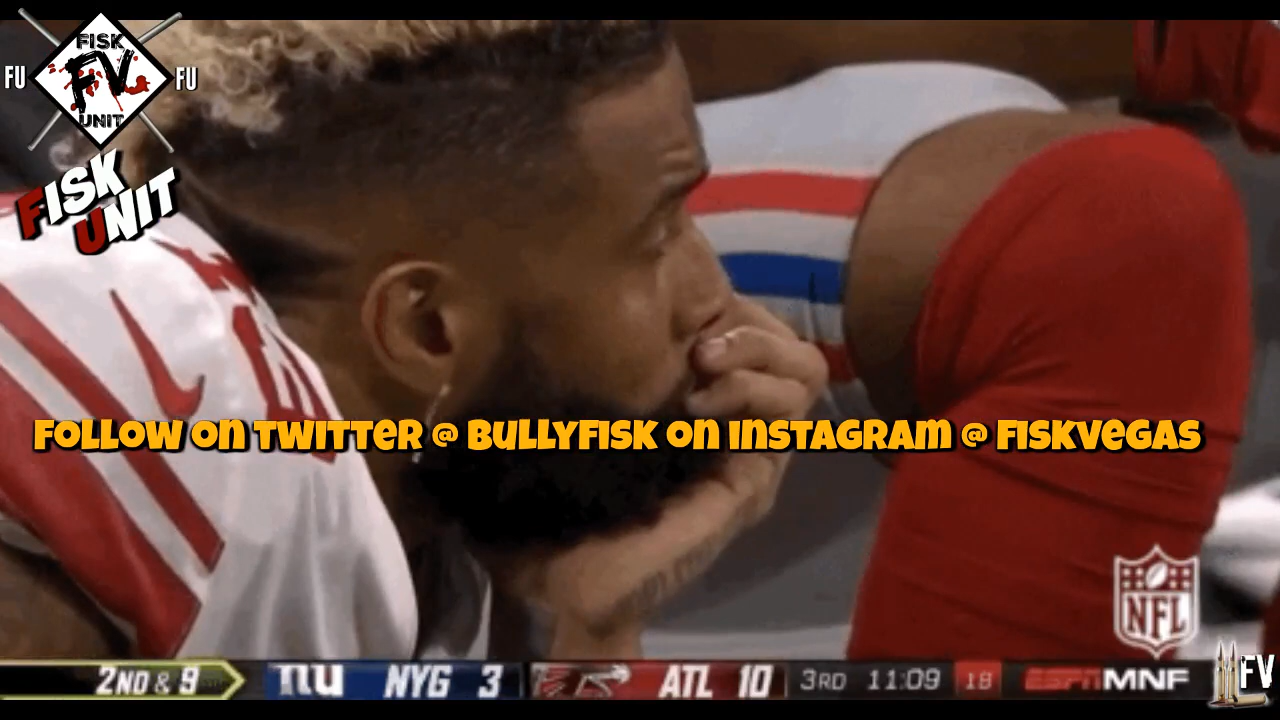 FISK
FV
UNIT
FU
FU
FISK
UNIT
FOLLOW ON TWITTER @ BULLYFISK ON INSTAGRAM @ FISKVEGAS
NFL
2ND & 9 NYG 3 ATL 10 3RD 11:09 18 ESPN MNF
FV